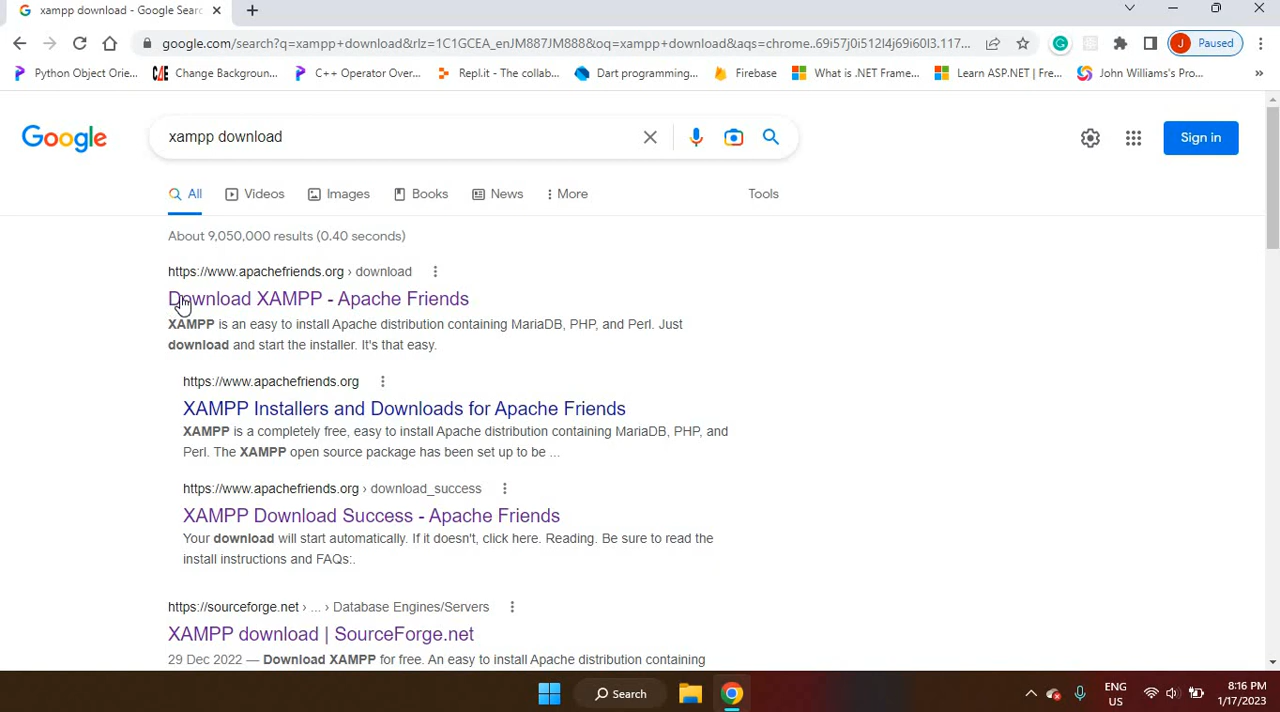 xampp download - Google Searc
google.com/search?q=xampp+download&rlz=1C1GCEA_enJM887JM888&oq=xampp+download&aqs=chrome..69i57j0i512l4j69i60l3.117...
Paused
J
Python Object Orie...
Change Backgroun...
C++ Operator Over...
Repl.it - The collab...
Dart programming...
Firebase
What is .NET Frame...
Learn ASP.NET | Fre...
John Williams's Pro...
»
Google
xampp download
Sign in
All
Videos
Images
Books
News
More
Tools
About 9,050,000 results (0.40 seconds)
https://www.apachefriends.org › download
Download XAMPP - Apache Friends
XAMPP is an easy to install Apache distribution containing MariaDB, PHP, and Perl. Just
download and start the installer. It's that easy.
https://www.apachefriends.org
XAMPP Installers and Downloads for Apache Friends
XAMPP is a completely free, easy to install Apache distribution containing MariaDB, PHP, and
Perl. The XAMPP open source package has been set up to be ...
https://www.apachefriends.org › download_success
XAMPP Download Success - Apache Friends
Your download will start automatically. If it doesn't, click here. Reading. Be sure to read the
install instructions and FAQs:.
https://sourceforge.net › ... › Database Engines/Servers
XAMPP download | SourceForge.net
29 Dec 2022 — Download XAMPP for free. An easy to install Apache distribution containing
Search
ENG
US
8:16 PM
1/17/2023